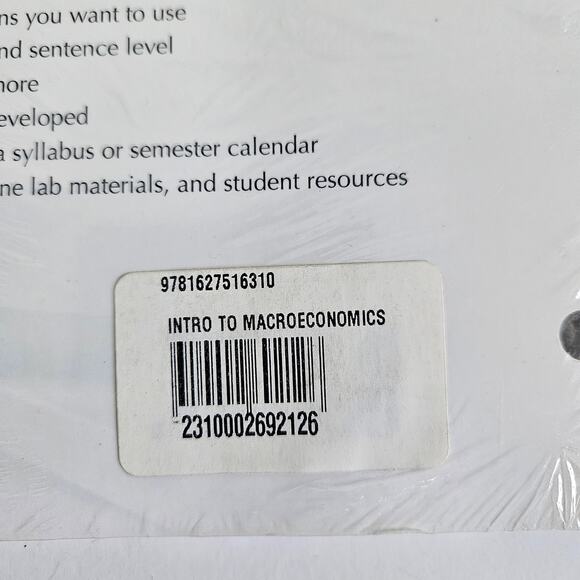 ns you want to use
nd sentence level
nore
eveloped
a syllabus or semester calendar
ne lab materials, and student resources
9781627516310
INTRO TO MACROECONOMICS
2310002692126